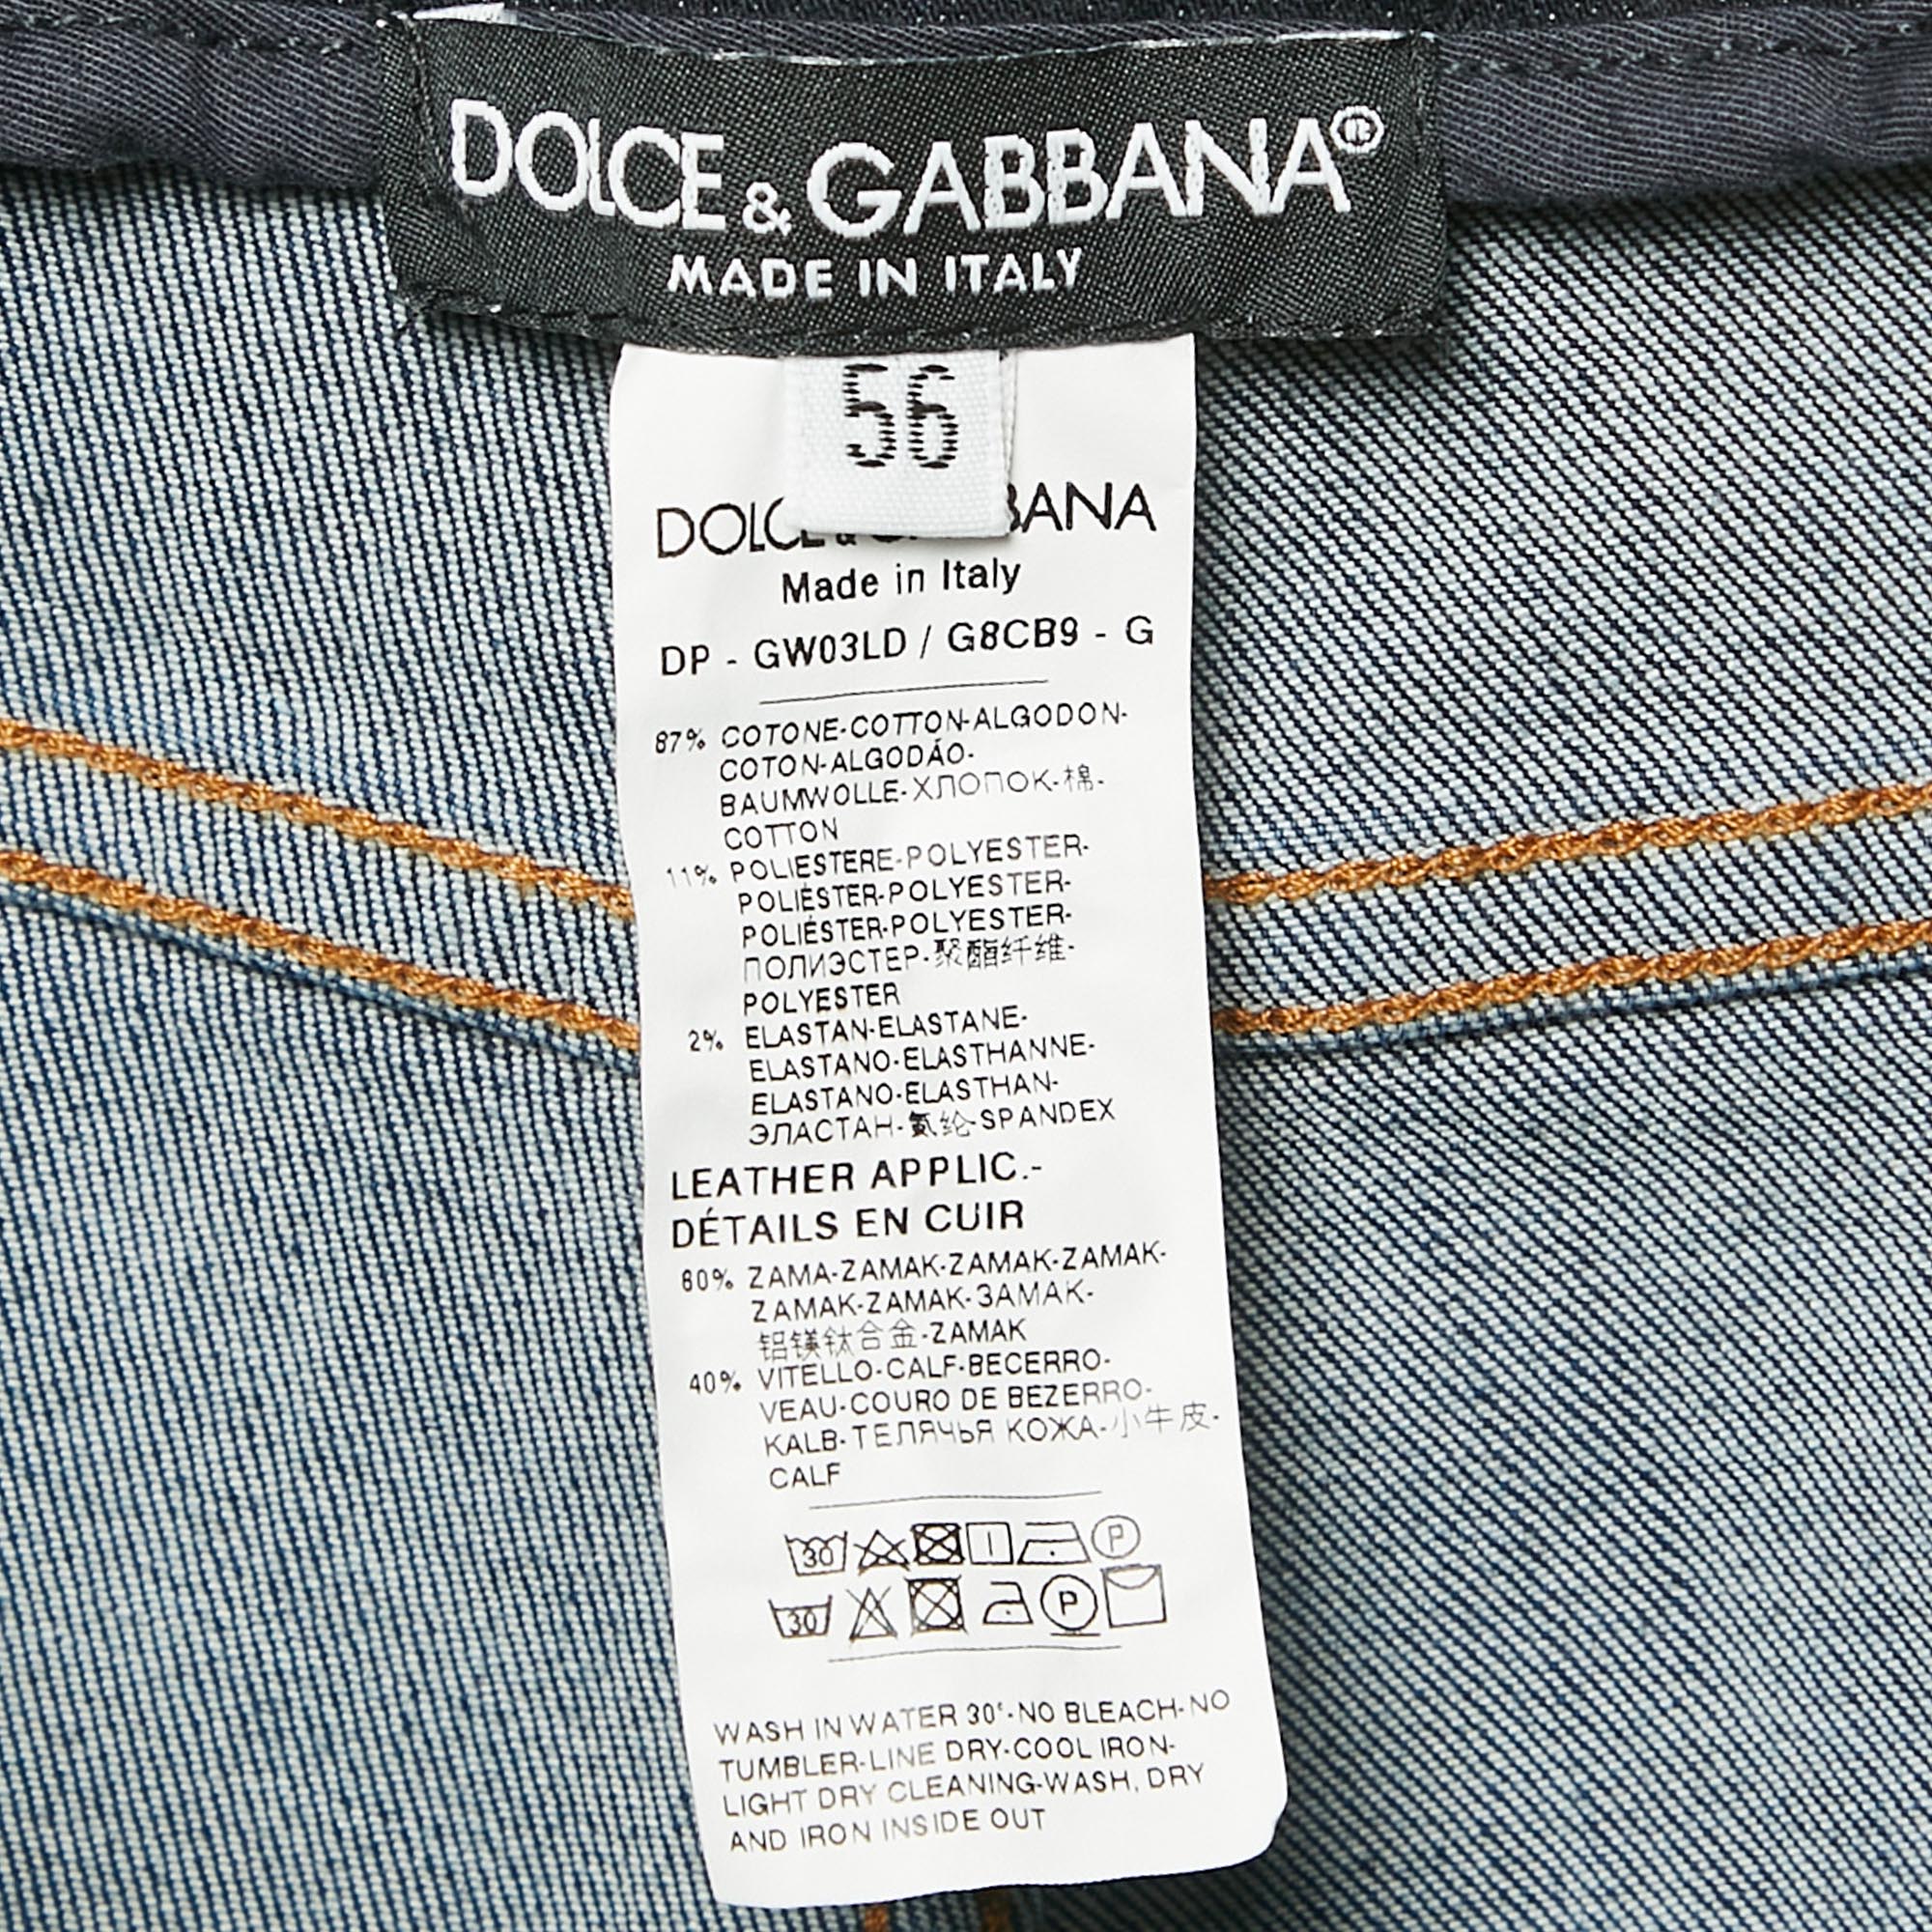 DOLCE & GABBANA®
MADE IN ITALY
56
DOLCE & BANA
Made in Italy
DP - GW03LD / G8CB9 - G
87% COTONE-COTTON-ALGODON-
COTON-ALGODÃO-
BAUMWOLLE-ХЛОПОК-棉-
COTTON
11% POLIESTERE-POLYESTER-
POLIÉSTER-POLYESTER-
POLIÉSTER-POLYESTER-
ПОЛИЭСТЕР-聚酯纤维-
POLYESTER
2% ELASTAN-ELASTANE-
ELASTANO-ELASTHANNE-
ELASTANO-ELASTHAN-
ЭЛАСТАН-氨纶-SPANDEX
LEATHER APPLIC.-
DÉTAILS EN CUIR
60% ZAMA-ZAMAK-ZAMAK-ZAMAK-
ZAMAK-ZAMAK-ЗАМАК-
铝镁钛合金-ZAMAK
40% VITELLO-CALF-BECERRO-
VEAU-COURO DE BEZERRO-
KALB-ТЕЛЯЧЬЯ КОЖА-小牛皮-
CALF
30 P
30 P
WASH IN WATER 30°-NO BLEACH-NO
TUMBLER-LINE DRY-COOL IRON-
LIGHT DRY CLEANING-WASH, DRY
AND IRON INSIDE OUT